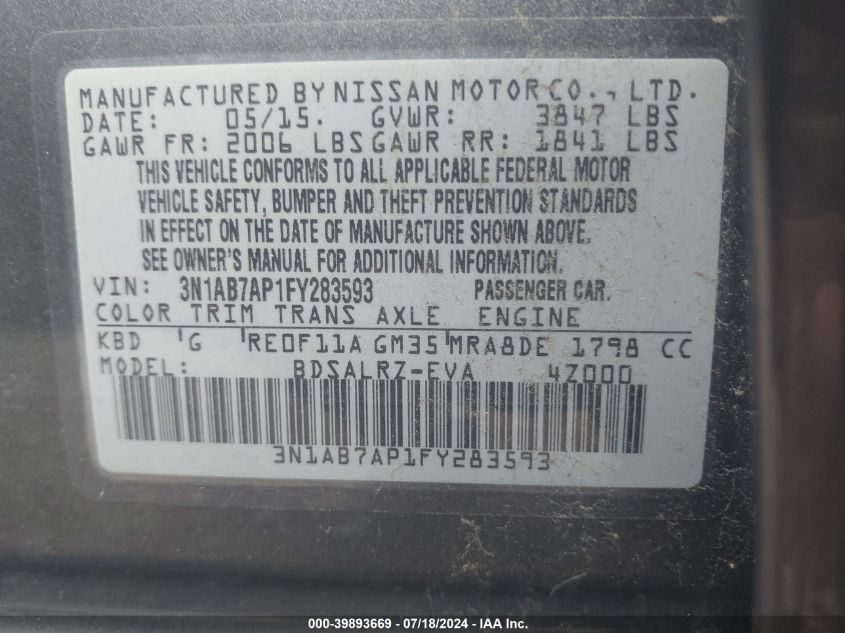 MANUFACTURED BY NISSAN MOTOR CO., LTD.
DATE: 05/15. GVWR: 3847 LBS
GAWR FR: 2006 LBS GAWR RR: 1841 LBS
THIS VEHICLE CONFORMS TO ALL APPLICABLE FEDERAL MOTOR
VEHICLE SAFETY, BUMPER AND THEFT PREVENTION STANDARDS
IN EFFECT ON THE DATE OF MANUFACTURE SHOWN ABOVE.
SEE OWNER'S MANUAL FOR ADDITIONAL INFORMATION.
VIN: 3N1AB7AP1FY283593 PASSENGER CAR.
COLOR TRIM TRANS AXLE ENGINE
KBD 'G 'RE0F11A GM35 'MRA8DE 1798 CC
MODEL: BDSALRZ-EVA 4Z000
3N1AB7AP1FY283593
000-39893669 / 07/18/2024 - IAA Inc.